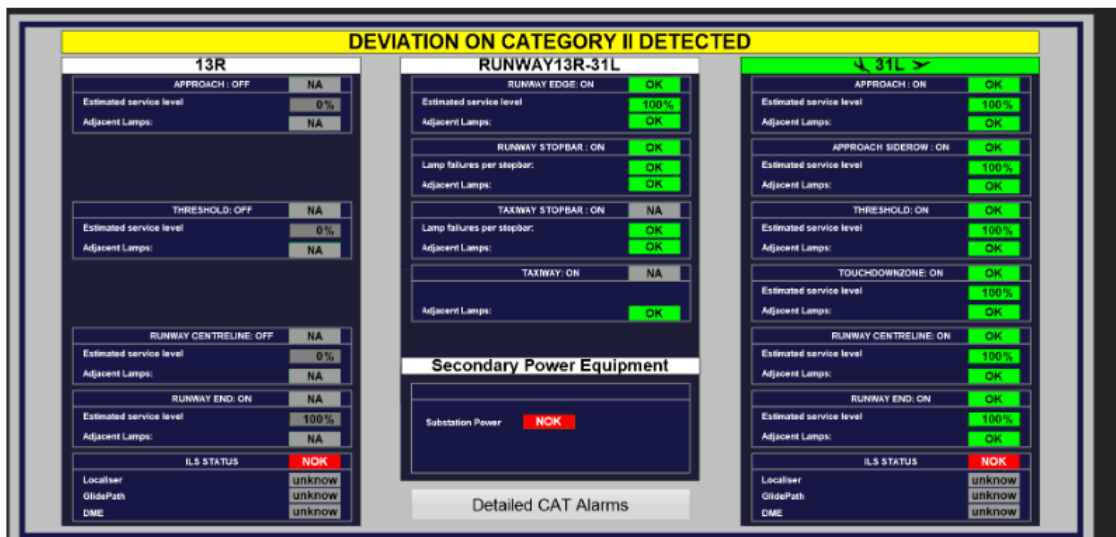 DEVIATION ON CATEGORY II DETECTED
13R
APPROACH : OFF NA
Estimated service level 0%
Adjacent Lamps: NA
THRESHOLD: OFF NA
Estimated service level 0%
Adjacent Lamps: NA
RUNWAY CENTRELINE: OFF NA
Estimated service level 0%
Adjacent Lamps: NA
RUNWAY END: ON NA
Estimated service level 100%
Adjacent Lamps: NA
ILS STATUS NOK
Localiser unknow
GlidePath unknow
DME unknow
RUNWAY13R-31L
RUNWAY EDGE: ON OK
Estimated service level 100%
Adjacent Lamps: OK
RUNWAY STOPBAR : ON OK
Lamp failures per stopbar: OK
Adjacent Lamps: OK
TAXIWAY STOPBAR : ON NA
Lamp failures per stopbar: OK
Adjacent Lamps: OK
TAXIWAY: ON NA
Adjacent Lamps: OK
Secondary Power Equipment
Substation Power NOK
Detailed CAT Alarms
31L
APPROACH : ON OK
Estimated service level 100%
Adjacent Lamps: OK
APPROACH SIDEROW : ON OK
Estimated service level 100%
Adjacent Lamps: OK
THRESHOLD: ON OK
Estimated service level 100%
Adjacent Lamps: OK
TOUCHDOWNZONE: ON OK
Estimated service level 100%
Adjacent Lamps: OK
RUNWAY CENTRELINE: ON OK
Estimated service level 100%
Adjacent Lamps: OK
RUNWAY END: ON OK
Estimated service level 100%
Adjacent Lamps: OK
ILS STATUS NOK
Localiser unknow
GlidePath unknow
DME unknow